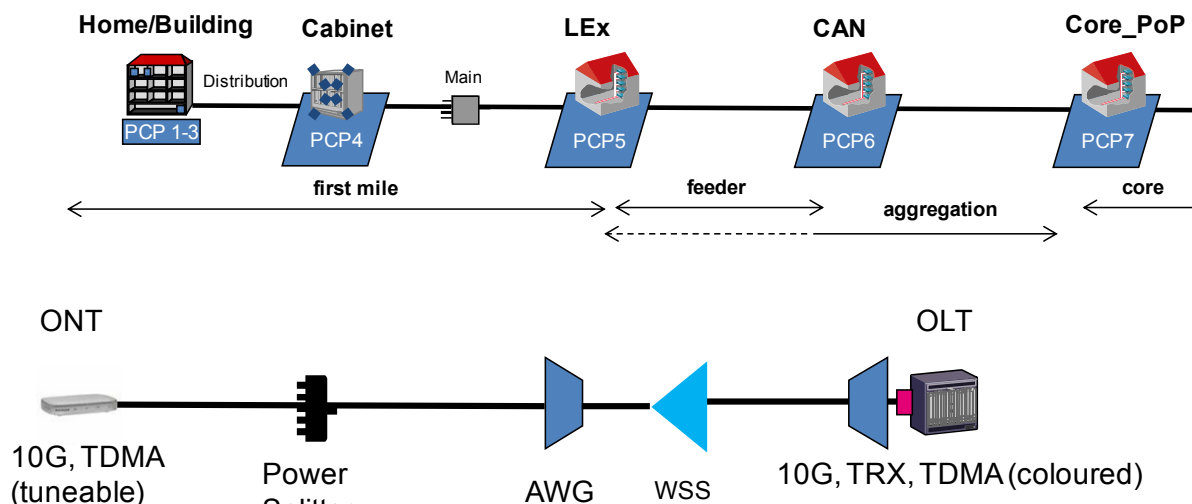 Home/Building
Cabinet
LEx
CAN
Core_PoP
Distribution
Main
PCP 1-3
PCP4
PCP5
PCP6
PCP7
first mile
feeder
aggregation
core
ONT
OLT
10G, TDMA
(tuneable)
Power
Splitter
AWG
WSS
10G, TRX, TDMA (coloured)